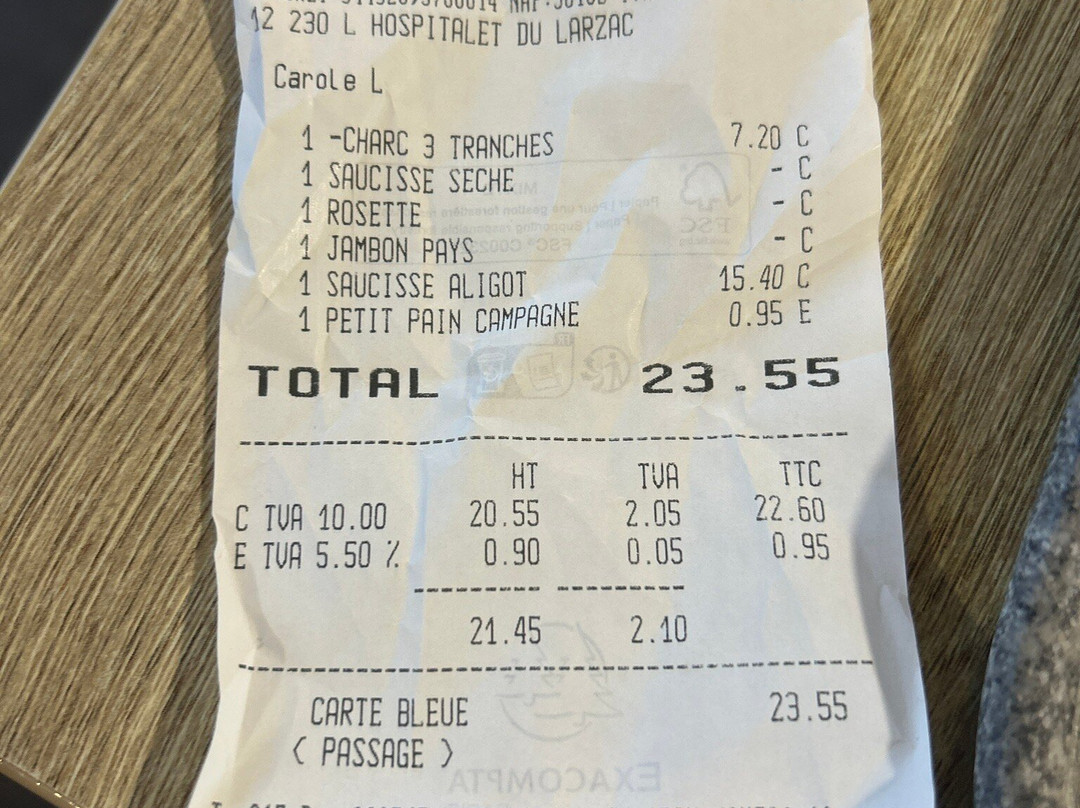 12 230 L HOSPITALET DU LARZAC
Carole L
1 -CHARC 3 TRANCHES 7.20 C
1 SAUCISSE SECHE - C
1 ROSETTE - C
1 JAMBON PAYS - C
1 SAUCISSE ALIGOT 15.40 C
1 PETIT PAIN CAMPAGNE 0.95 E
TOTAL 23.55
HT TVA TTC
C TVA 10.00 20.55 2.05 22.60
E TVA 5.50 % 0.90 0.05 0.95
21.45 2.10
CARTE BLEUE 23.55
( PASSAGE )
EXACOMPTA